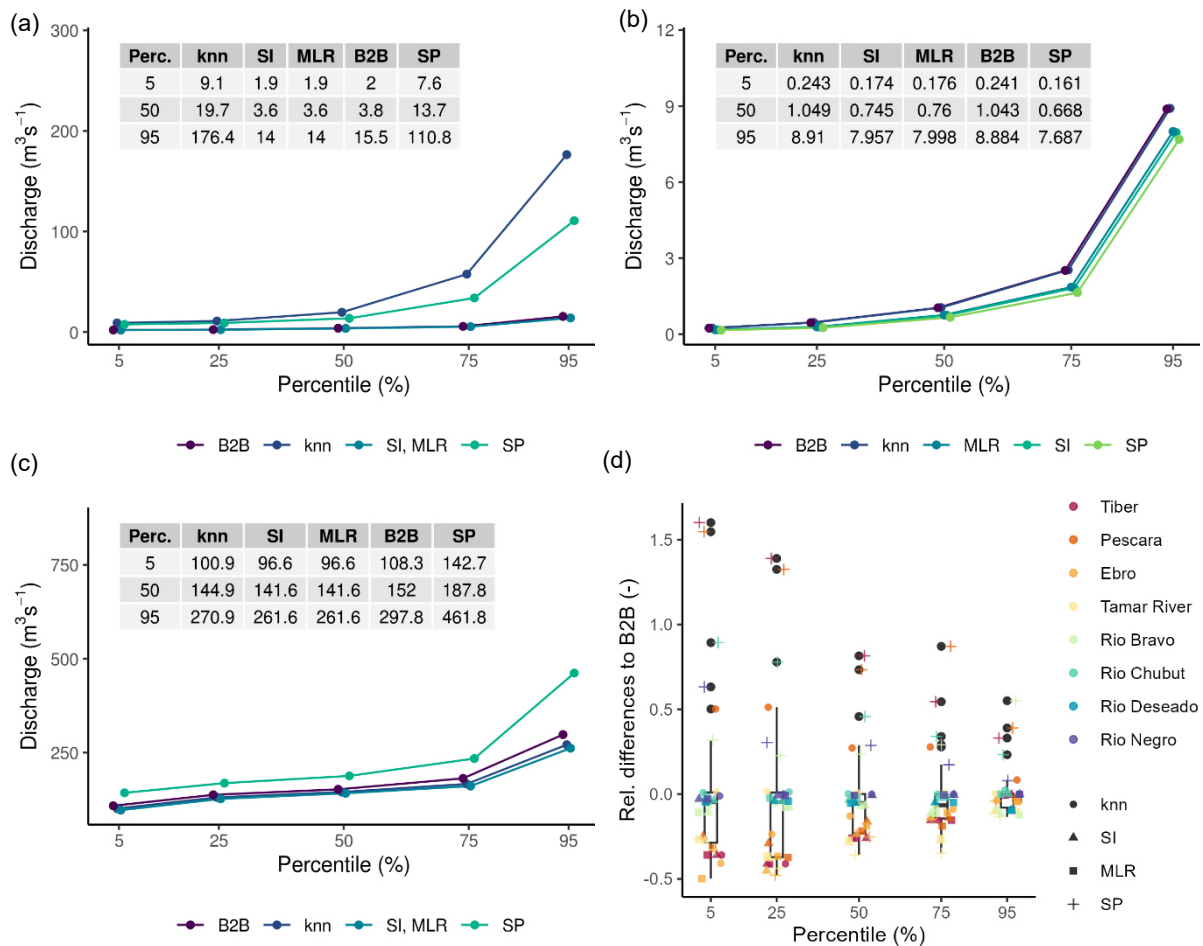 (a)
300
200
100
0
Discharge (m³s⁻¹)
Perc. knn SI MLR B2B SP
5 9.1 1.9 1.9 2 7.6
50 19.7 3.6 3.6 3.8 13.7
95 176.4 14 14 15.5 110.8
5 25 50 75 95
Percentile (%)
B2B knn SI, MLR SP
(b)
12
9
6
3
0
Discharge (m³s⁻¹)
Perc. knn SI MLR B2B SP
5 0.243 0.174 0.176 0.241 0.161
50 1.049 0.745 0.76 1.043 0.668
95 8.91 7.957 7.998 8.884 7.687
5 25 50 75 95
Percentile (%)
B2B knn MLR SI SP
(c)
750
500
250
Discharge (m³s⁻¹)
Perc. knn SI MLR B2B SP
5 100.9 96.6 96.6 108.3 142.7
50 144.9 141.6 141.6 152 187.8
95 270.9 261.6 261.6 297.8 461.8
5 25 50 75 95
Percentile (%)
B2B knn SI, MLR SP
(d)
1.5
1.0
0.5
0.0
-0.5
Rel. differences to B2B (-)
5 25 50 75 95
Percentile (%)
Tiber
Pescara
Ebro
Tamar River
Rio Bravo
Rio Chubut
Rio Deseado
Rio Negro
knn
SI
MLR
SP